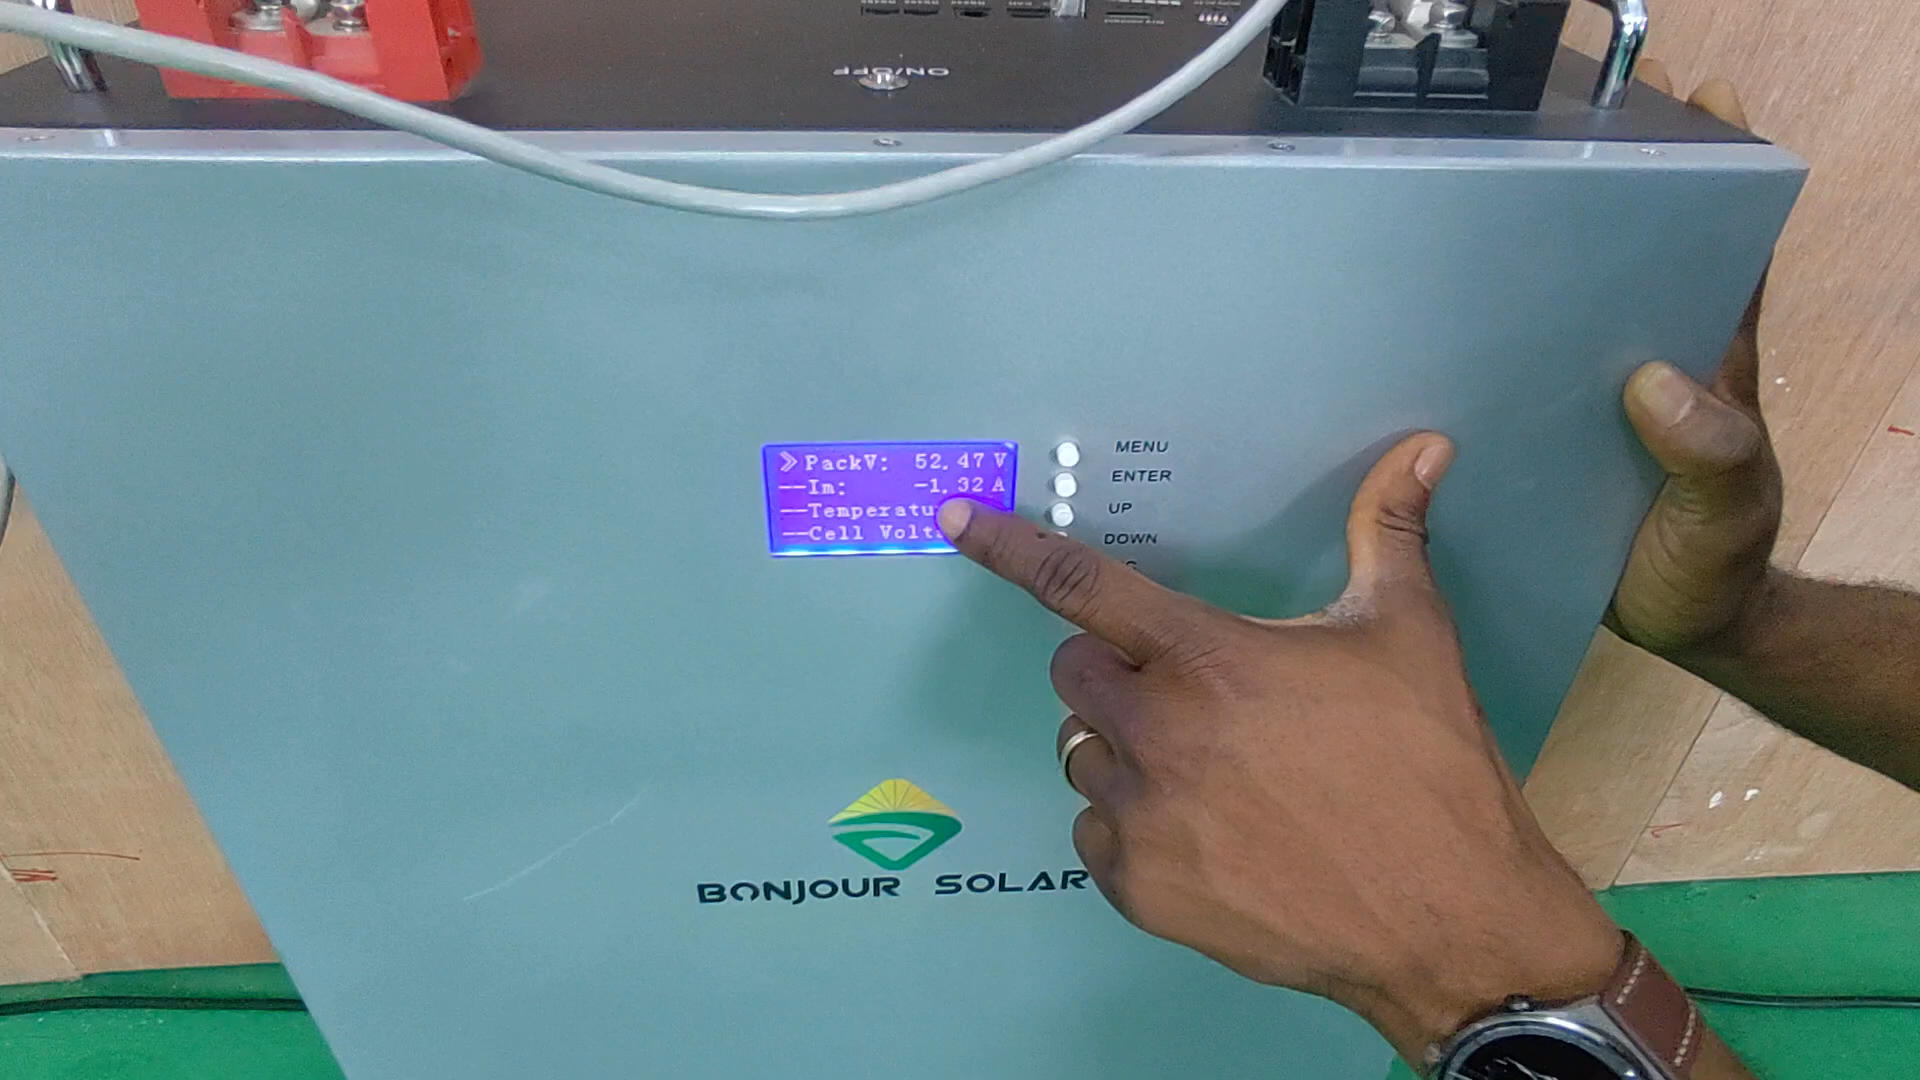 ON/OFF
≫PackV: 52.47 V
--Im: -1.32 A
--Temperatu
--Cell Volt
MENU
ENTER
UP
DOWN
BONJOUR SOLAR